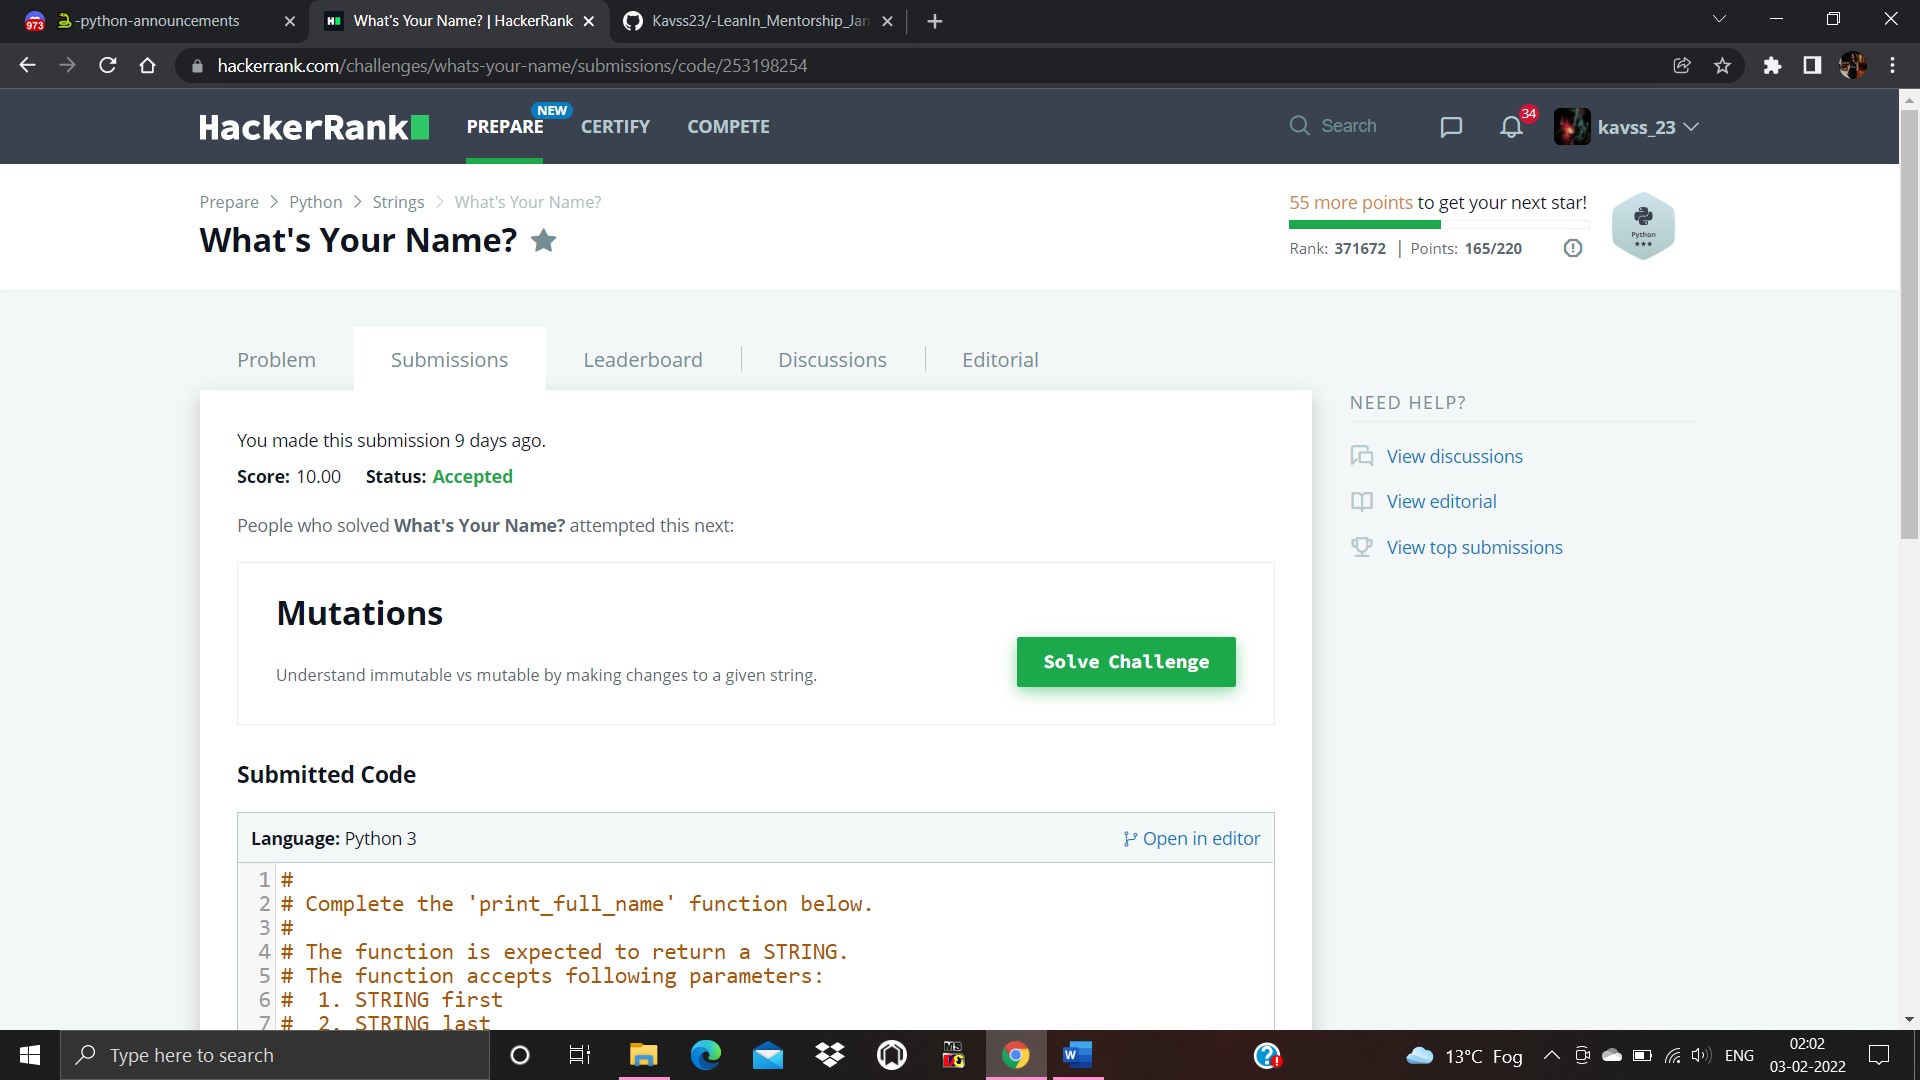 973 -python-announcements
What's Your Name? | HackerRank
Kavss23/-LeanIn_Mentorship_Jan
hackerrank.com/challenges/whats-your-name/submissions/code/253198254
HackerRank
PREPARE
NEW
CERTIFY
COMPETE
Search
34
kavss_23
Prepare > Python > Strings > What's Your Name?
What's Your Name?
55 more points to get your next star!
Rank: 371672 | Points: 165/220
Python
Problem
Submissions
Leaderboard
Discussions
Editorial
You made this submission 9 days ago.
Score: 10.00 Status: Accepted
People who solved What's Your Name? attempted this next:
Mutations
Understand immutable vs mutable by making changes to a given string.
Solve Challenge
NEED HELP?
View discussions
View editorial
View top submissions
Submitted Code
Language: Python 3
Open in editor
1 #
2 # Complete the 'print_full_name' function below.
3 #
4 # The function is expected to return a STRING.
5 # The function accepts following parameters:
6 #  1. STRING first
7 #  2. STRING last
Type here to search
13°C Fog
ENG
02:02
03-02-2022